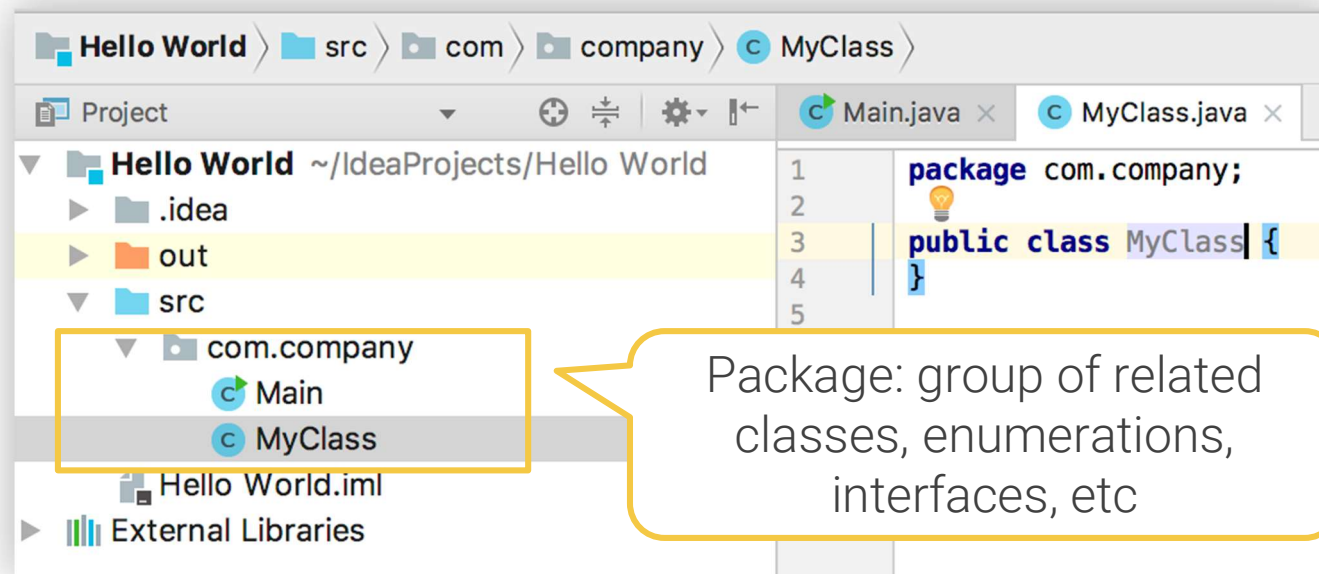 Hello World src com company MyClass
Project
Main.java MyClass.java
Hello World ~/IdeaProjects/Hello World
.idea
out
src
com.company
Main
MyClass
Hello World.iml
External Libraries
1 package com.company;
2
3 public class MyClass {
4 }
5
Package: group of related
classes, enumerations,
interfaces, etc